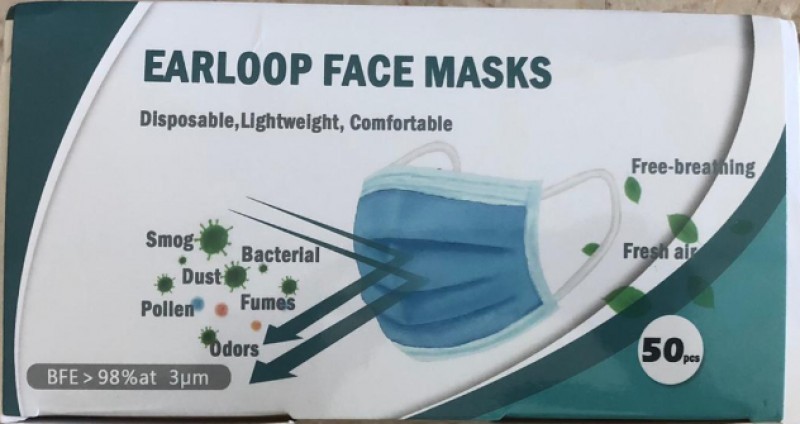 EARLOOP FACE MASKS
Disposable,Lightweight, Comfortable
Free-breathing
Smog
Bacterial
Fresh air
Dust
Pollen
Fumes
Odors
50pcs
BFE > 98%at 3μm